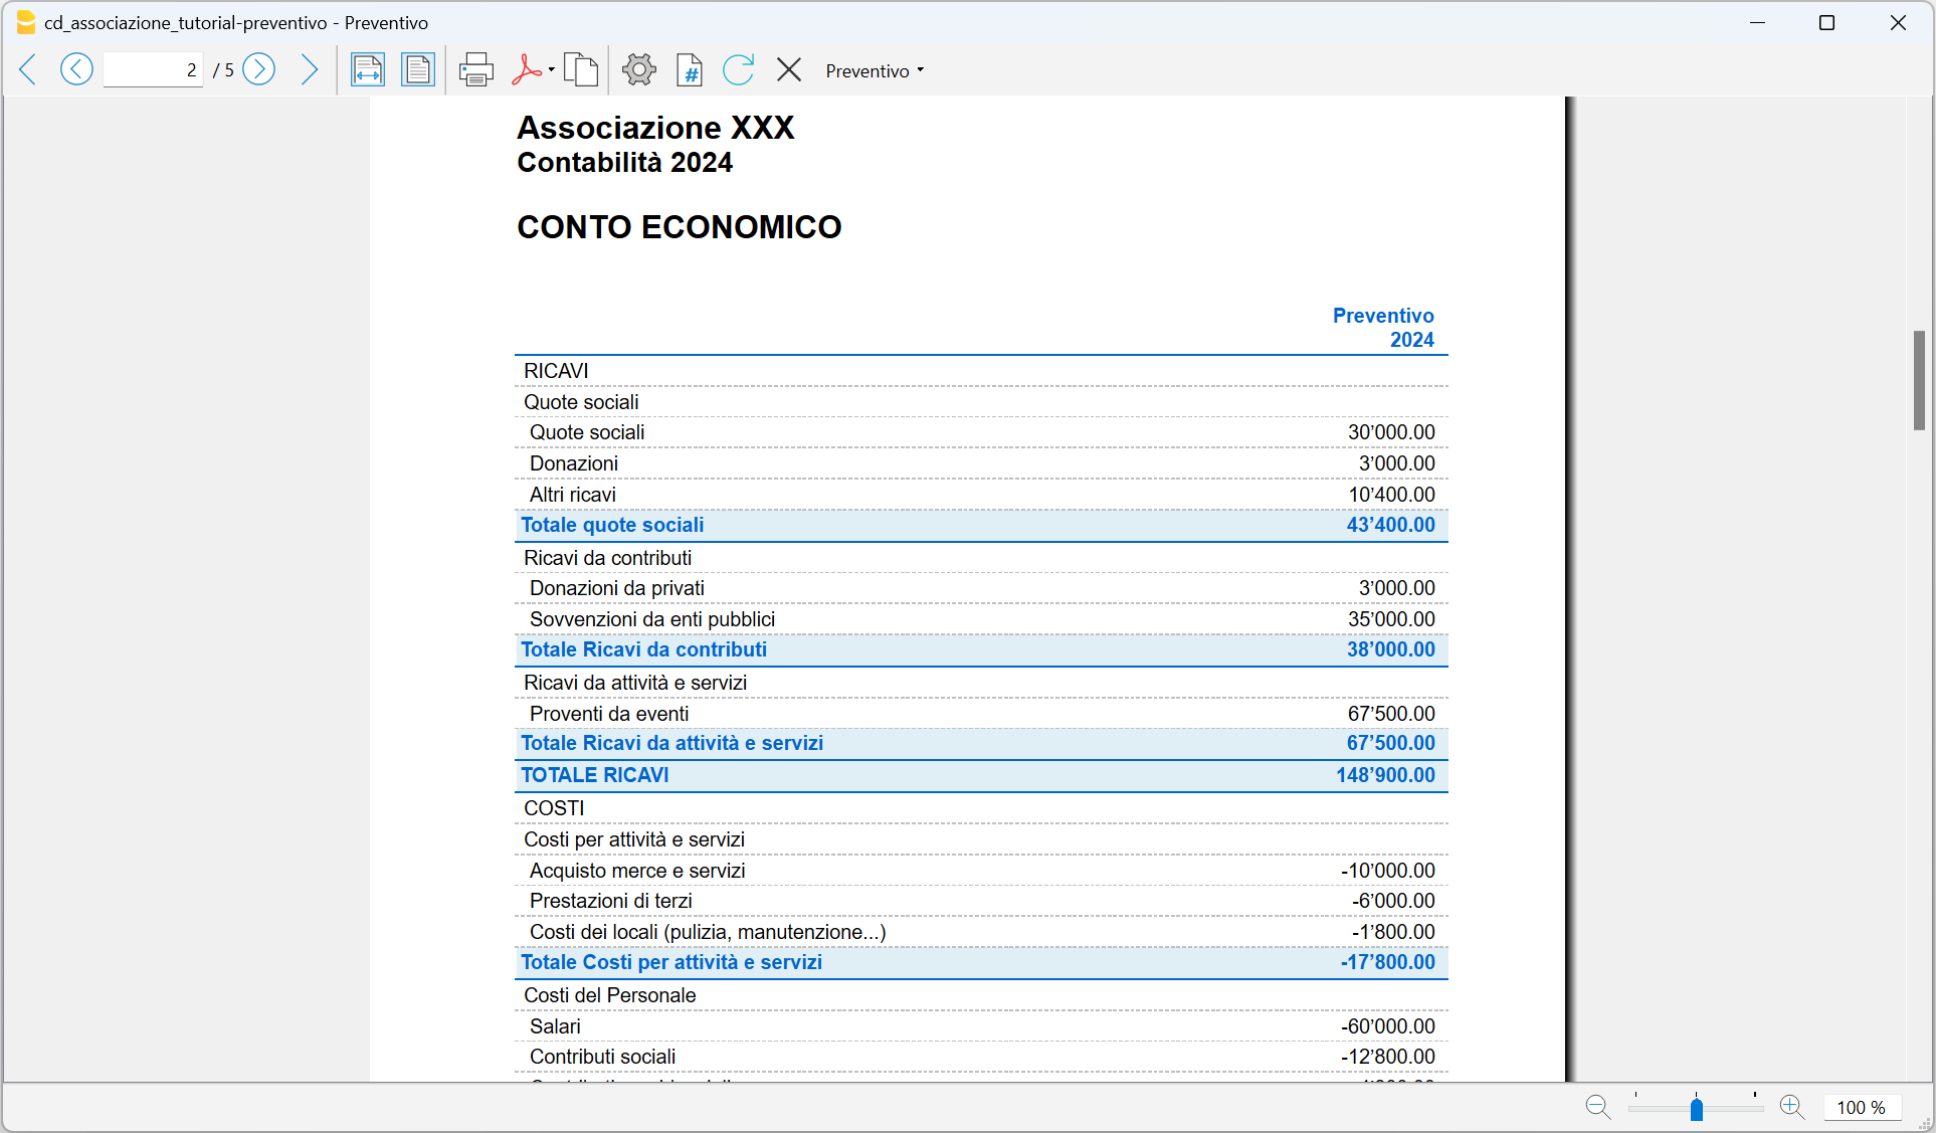 cd_associazione_tutorial-preventivo - Preventivo
2 / 5 # Preventivo
Associazione XXX
Contabilità 2024
CONTO ECONOMICO
Preventivo
2024
RICAVI
Quote sociali
Quote sociali 30'000.00
Donazioni 3'000.00
Altri ricavi 10'400.00
Totale quote sociali 43'400.00
Ricavi da contributi
Donazioni da privati 3'000.00
Sovvenzioni da enti pubblici 35'000.00
Totale Ricavi da contributi 38'000.00
Ricavi da attività e servizi
Proventi da eventi 67'500.00
Totale Ricavi da attività e servizi 67'500.00
TOTALE RICAVI 148'900.00
COSTI
Costi per attività e servizi
Acquisto merce e servizi -10'000.00
Prestazioni di terzi -6'000.00
Costi dei locali (pulizia, manutenzione...) -1'800.00
Totale Costi per attività e servizi -17'800.00
Costi del Personale
Salari -60'000.00
Contributi sociali -12'800.00
100 %